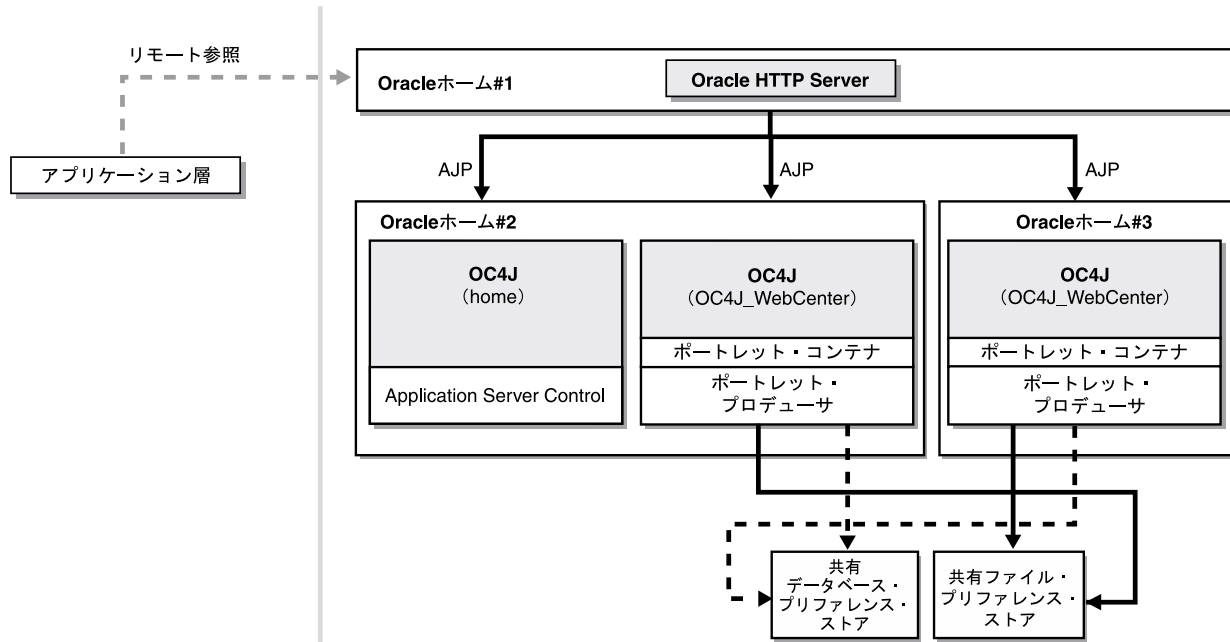 リモート参照
アプリケーション層
Oracleホーム#1
Oracle HTTP Server
AJP
AJP
AJP
Oracleホーム#2
OC4J
（home）
Application Server Control
OC4J
（OC4J_WebCenter）
ポートレット・コンテナ
ポートレット・
プロデューサ
Oracleホーム#3
OC4J
（OC4J_WebCenter）
ポートレット・コンテナ
ポートレット・
プロデューサ
共有
データベース・
プリファレンス・
ストア
共有ファイル・
プリファレンス・
ストア